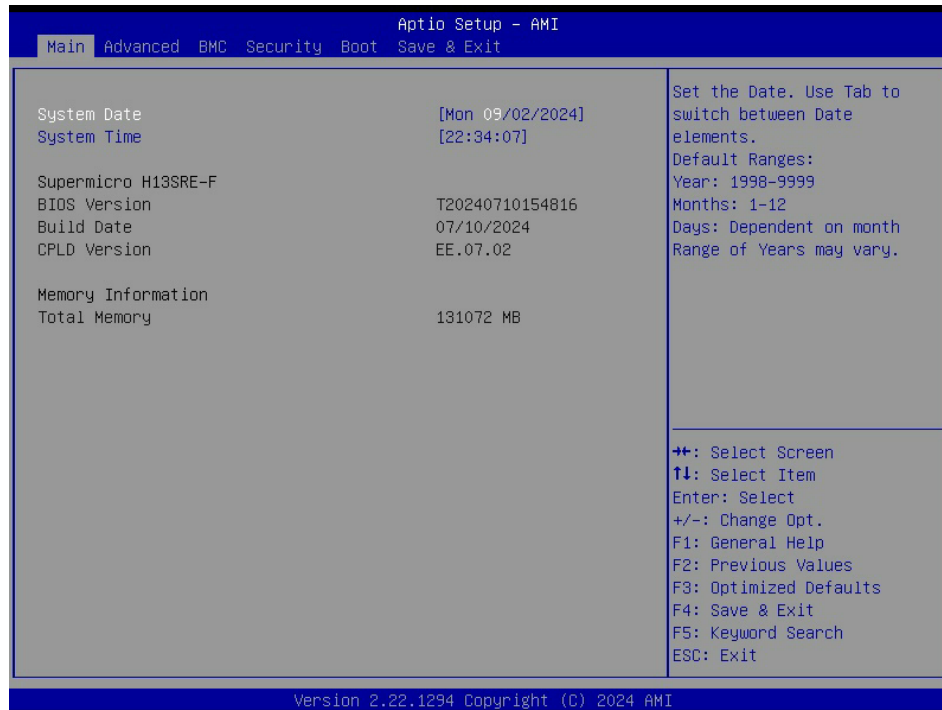 Aptio Setup - AMI
Main Advanced BMC Security Boot Save & Exit
System Date [Mon 09/02/2024]
System Time [22:34:07]
Supermicro H13SRE-F
BIOS Version T20240710154816
Build Date 07/10/2024
CPLD Version EE.07.02
Memory Information
Total Memory 131072 MB
Set the Date. Use Tab to
switch between Date
elements.
Default Ranges:
Year: 1998-9999
Months: 1-12
Days: Dependent on month
Range of Years may vary.
→←: Select Screen
↑↓: Select Item
Enter: Select
+/-: Change Opt.
F1: General Help
F2: Previous Values
F3: Optimized Defaults
F4: Save & Exit
F5: Keyword Search
ESC: Exit
Version 2.22.1294 Copyright (C) 2024 AMI